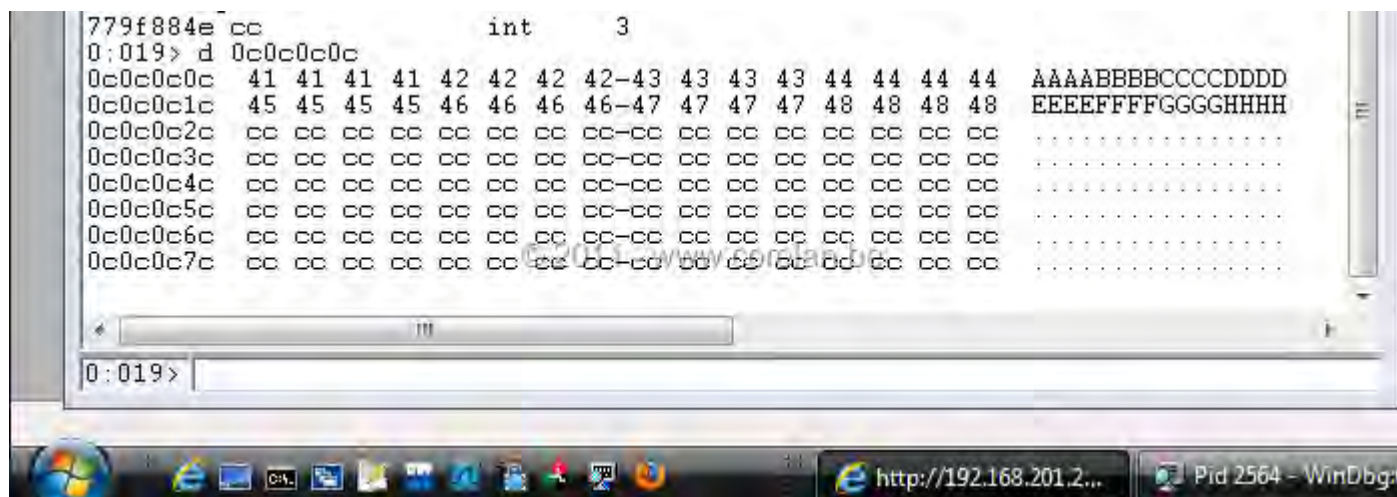 779f884e cc int 3
0:019> d 0c0c0c0c
0c0c0c0c 41 41 41 41 42 42 42 42-43 43 43 43 44 44 44 44 AAAABBBBCCCCDDDD
0c0c0c1c 45 45 45 45 46 46 46 46-47 47 47 47 48 48 48 48 EEEEFFFFGGGGHHHH
0c0c0c2c cc cc cc cc cc cc cc cc-cc cc cc cc cc cc cc cc ................
0c0c0c3c cc cc cc cc cc cc cc cc-cc cc cc cc cc cc cc cc ................
0c0c0c4c cc cc cc cc cc cc cc cc-cc cc cc cc cc cc cc cc ................
0c0c0c5c cc cc cc cc cc cc cc cc-cc cc cc cc cc cc cc cc ................
0c0c0c6c cc cc cc cc cc cc cc cc-cc cc cc cc cc cc cc cc ................
0c0c0c7c cc cc cc cc cc cc cc cc-cc cc cc cc cc cc cc cc ................
© 2011 - www.corelan.be
0:019>
http://192.168.201.2...
Pid 2564 - WinDbg: